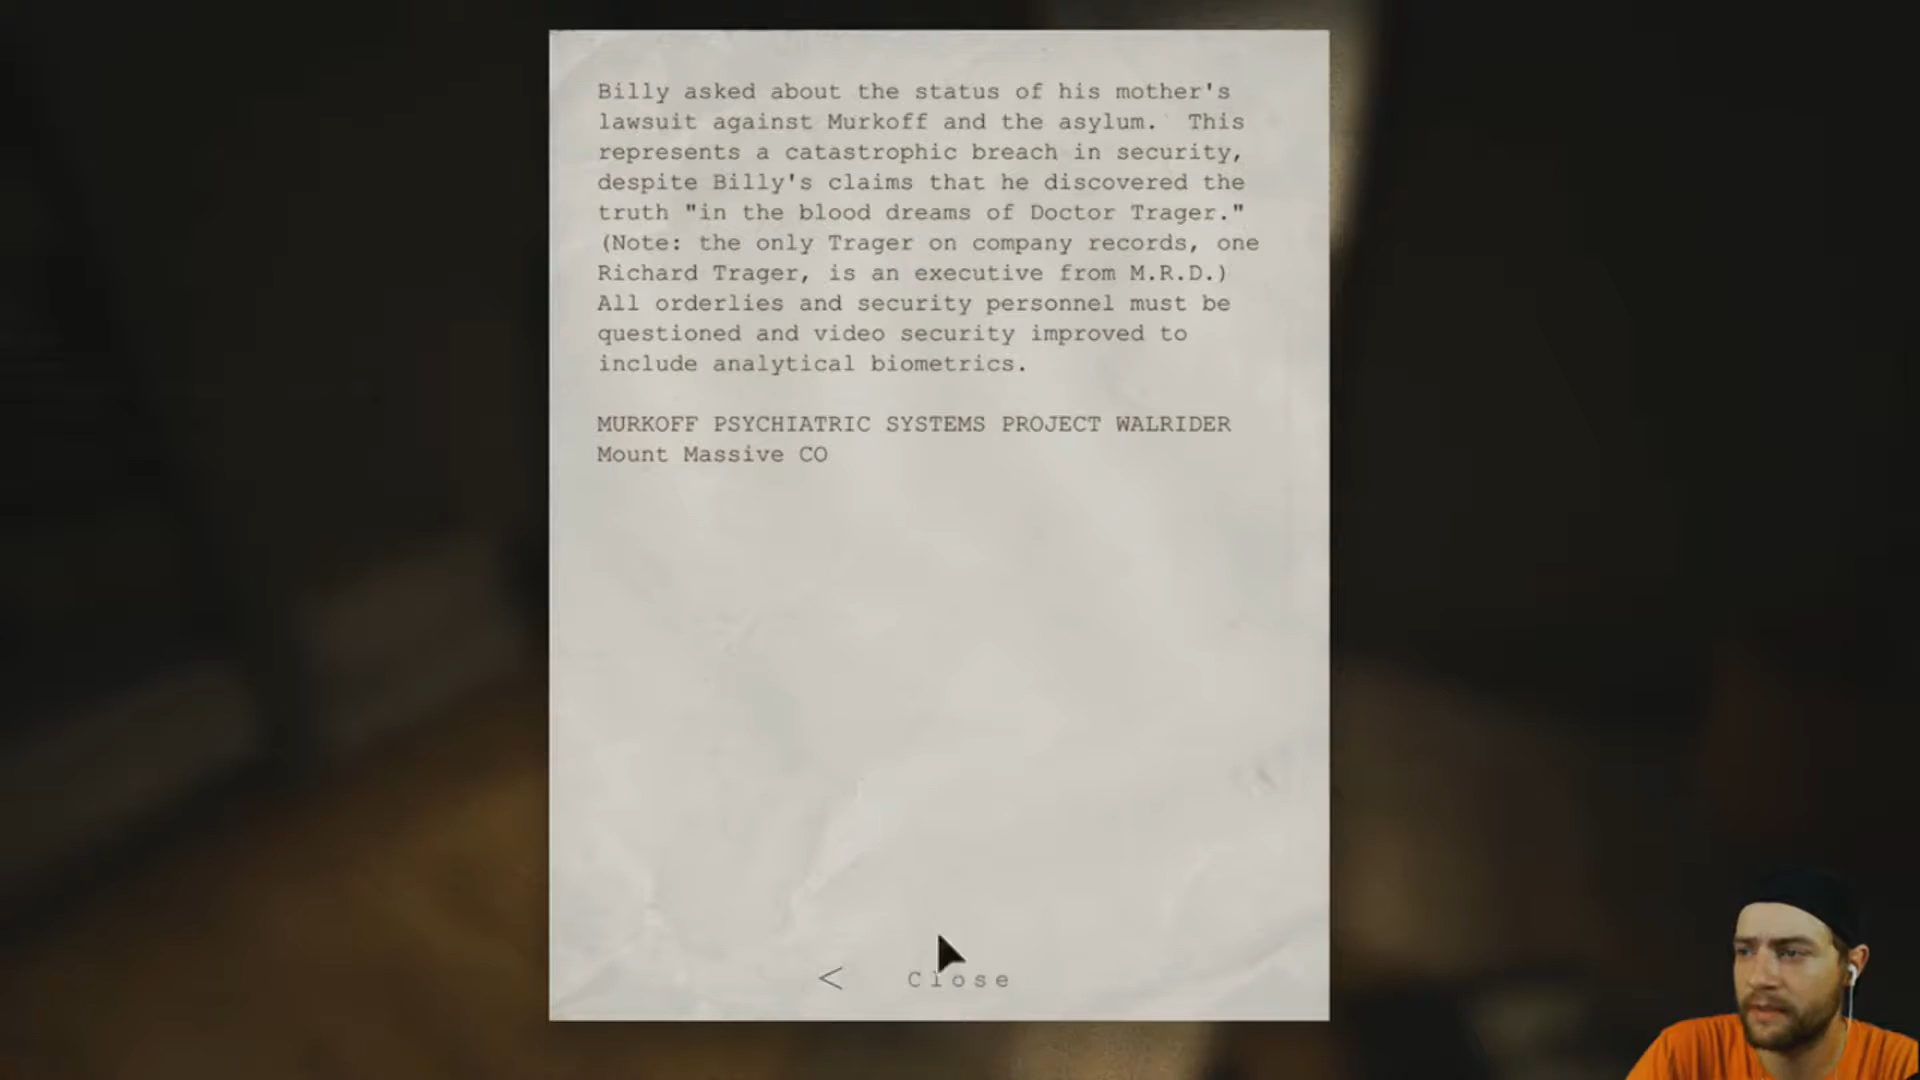 Billy asked about the status of his mother's
lawsuit against Murkoff and the asylum.  This
represents a catastrophic breach in security,
despite Billy's claims that he discovered the
truth "in the blood dreams of Doctor Trager."
(Note: the only Trager on company records, one
Richard Trager, is an executive from M.R.D.)
All orderlies and security personnel must be
questioned and video security improved to
include analytical biometrics.
MURKOFF PSYCHIATRIC SYSTEMS PROJECT WALRIDER
Mount Massive CO
< Close